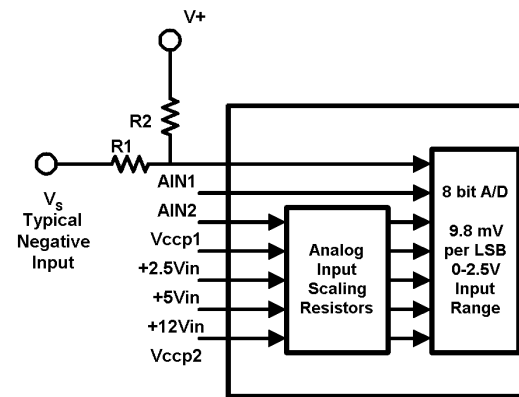 V+
R2
R1
Vs
Typical
Negative
Input
AIN1
AIN2
Vccp1
+2.5Vin
+5Vin
+12Vin
Vccp2
Analog
Input
Scaling
Resistors
8 bit A/D
9.8 mV
per LSB
0-2.5V
Input
Range